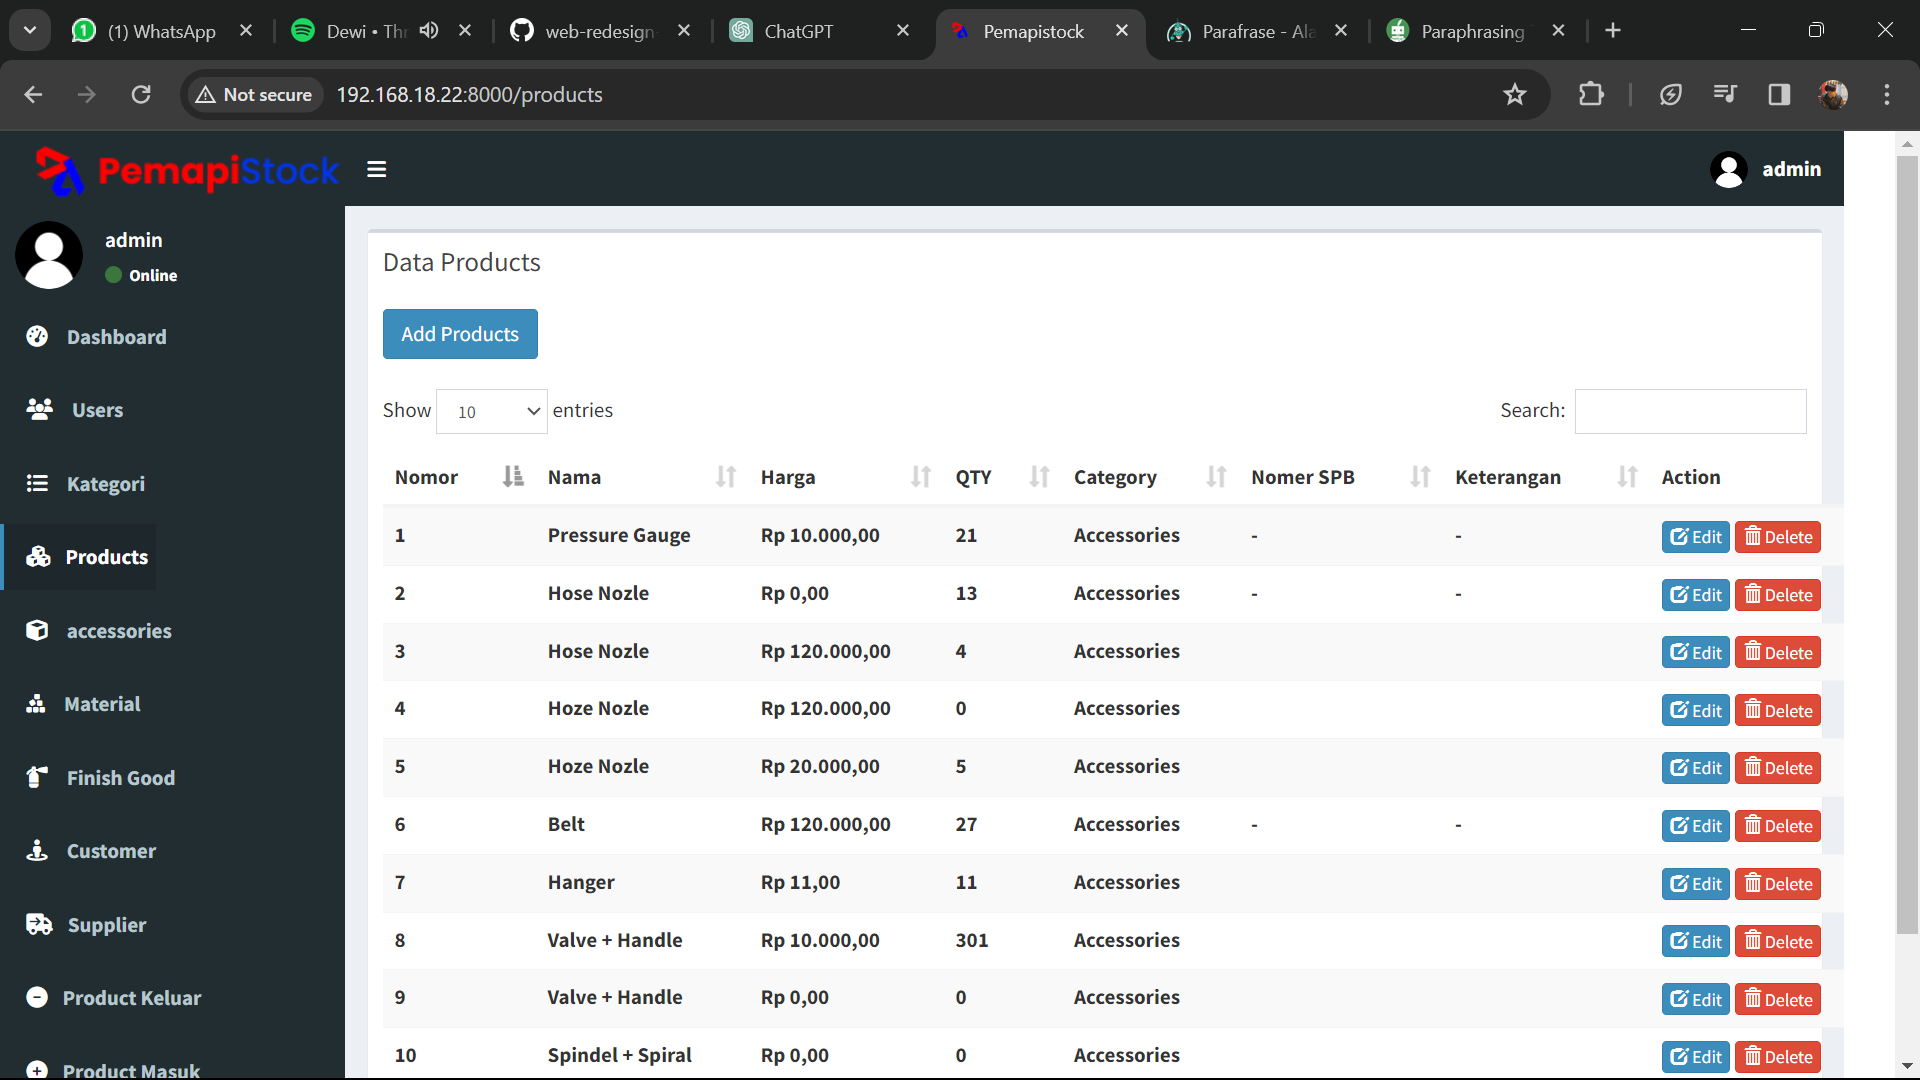 (1) WhatsApp
Dewi • Thr
web-redesign
ChatGPT
Pemapistock
Parafrase - Ala
Paraphrasing
Not secure 192.168.18.22:8000/products
PemapiStock
admin
admin
Online
Dashboard
Users
Kategori
Products
accessories
Material
Finish Good
Customer
Supplier
Product Keluar
Product Masuk
Data Products
Add Products
Show 10 entries
Search:
Nomor Nama Harga QTY Category Nomer SPB Keterangan Action
1 Pressure Gauge Rp 10.000,00 21 Accessories - - Edit Delete
2 Hose Nozle Rp 0,00 13 Accessories - - Edit Delete
3 Hose Nozle Rp 120.000,00 4 Accessories Edit Delete
4 Hoze Nozle Rp 120.000,00 0 Accessories Edit Delete
5 Hoze Nozle Rp 20.000,00 5 Accessories Edit Delete
6 Belt Rp 120.000,00 27 Accessories - - Edit Delete
7 Hanger Rp 11,00 11 Accessories Edit Delete
8 Valve + Handle Rp 10.000,00 301 Accessories Edit Delete
9 Valve + Handle Rp 0,00 0 Accessories Edit Delete
10 Spindel + Spiral Rp 0,00 0 Accessories Edit Delete